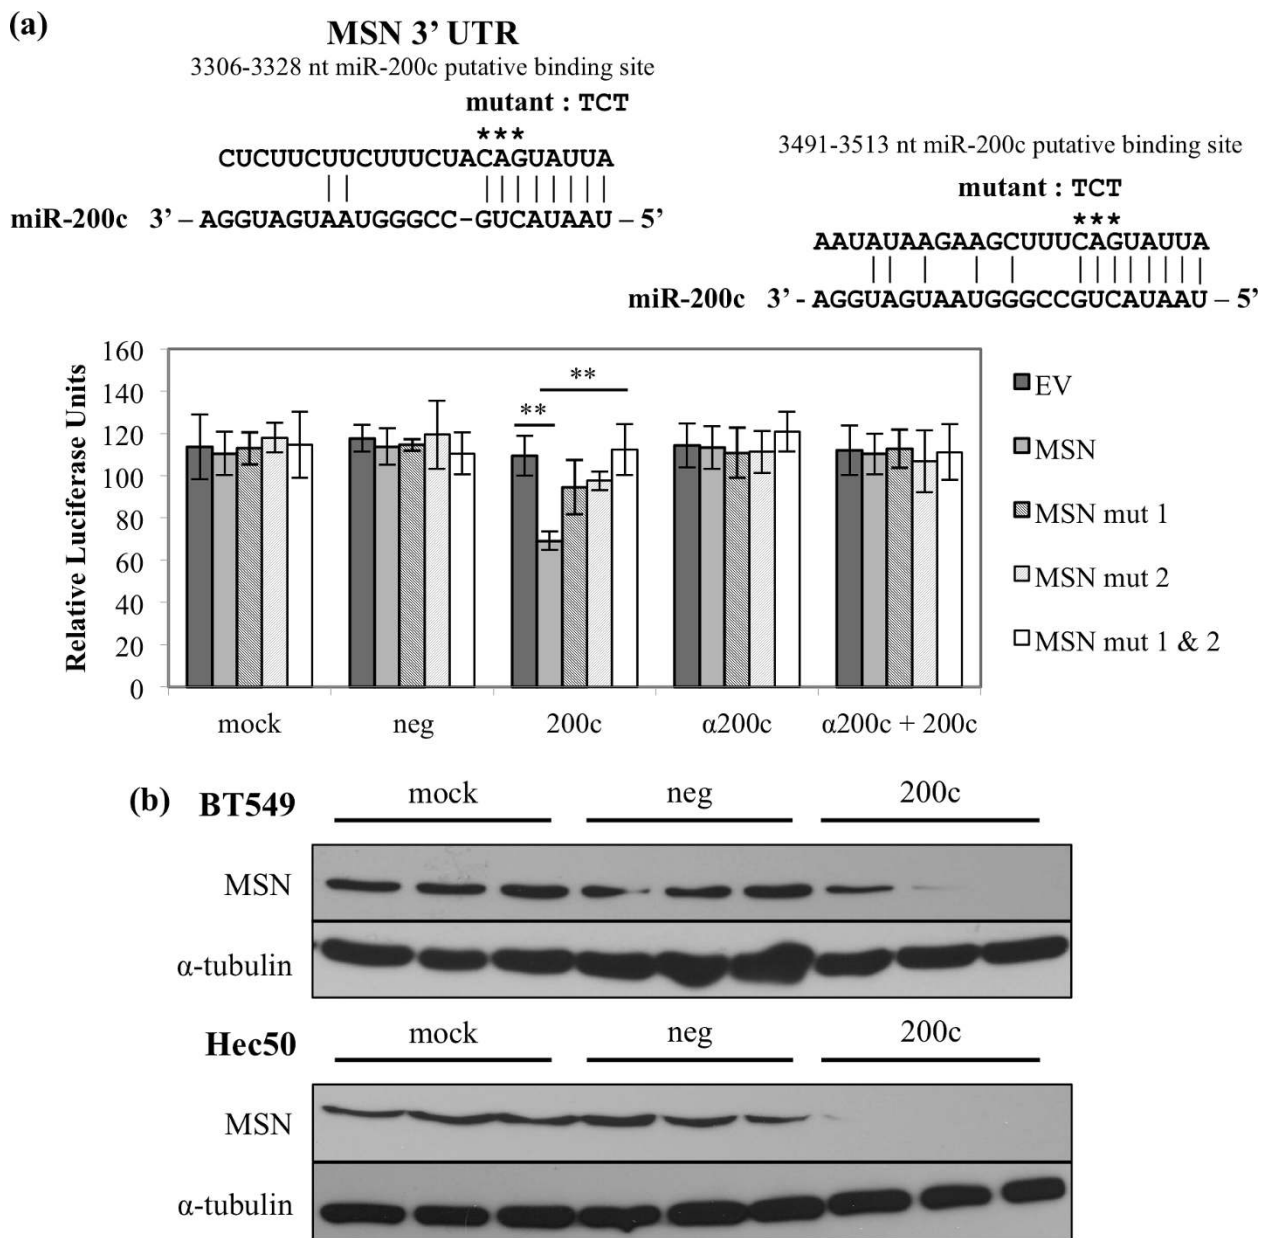 (a)
MSN 3’ UTR
3306-3328 nt miR-200c putative binding site
mutant : TCT
***
CUCUUCUUCUUUCUACAGUAUUA
miR-200c 3’ – AGGUAGUAAUGGGCC-GUCAUAAU – 5’
3491-3513 nt miR-200c putative binding site
mutant : TCT
***
AAUAUAAGAAGCUUUCAGUAUUA
miR-200c 3’ - AGGUAGUAAUGGGCCGUCAUAAU – 5’
Relative Luciferase Units
160
140
120
100
80
60
40
20
0
**
**
mock neg 200c α200c α200c + 200c
EV
MSN
MSN mut 1
MSN mut 2
MSN mut 1 & 2
(b)
BT549 mock neg 200c
MSN
α-tubulin
Hec50 mock neg 200c
MSN
α-tubulin